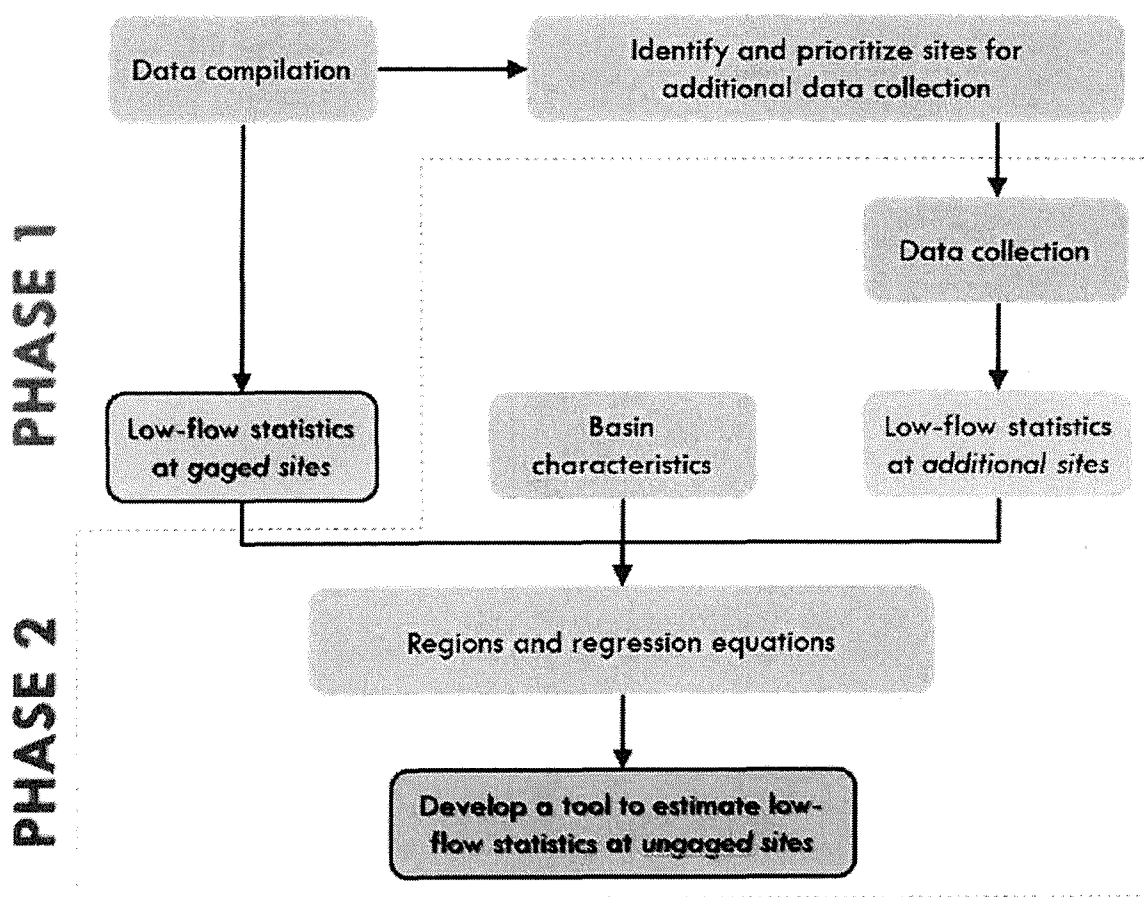 Data compilation
Identify and prioritize sites for
additional data collection
PHASE 1
Data collection
Low-flow statistics
at gaged sites
Basin
characteristics
Low-flow statistics
at additional sites
PHASE 2
Regions and regression equations
Develop a tool to estimate low-
flow statistics at ungaged sites